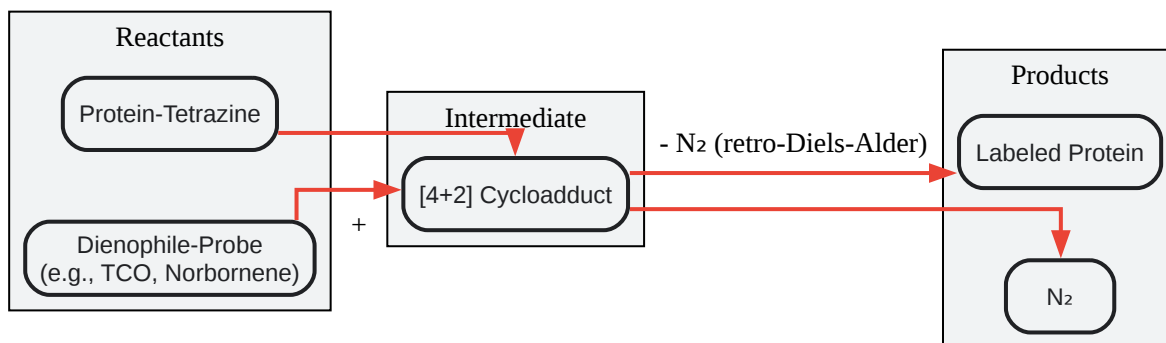 Reactants
Protein-Tetrazine
Dienophile-Probe
(e.g., TCO, Norbornene)
+
Intermediate
[4+2] Cycloadduct
- N₂ (retro-Diels-Alder)
Products
Labeled Protein
N₂